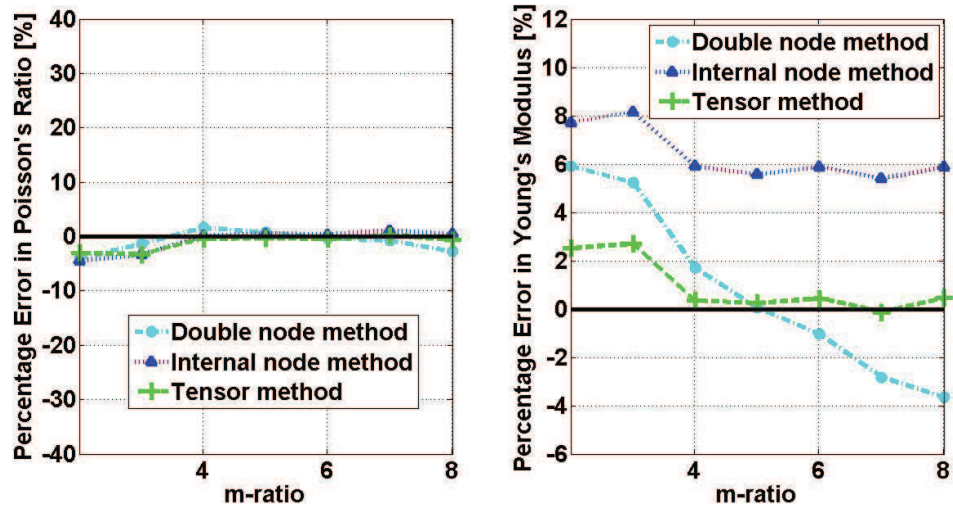 Percentage Error in Poisson's Ratio [%]
40
30
20
10
0
-10
-20
-30
-40
Double node method
Internal node method
Tensor method
4
6
8
m-ratio
Percentage Error in Young's Modulus [%]
12
10
8
6
4
2
0
-2
-4
-6
Double node method
Internal node method
Tensor method
4
6
8
m-ratio